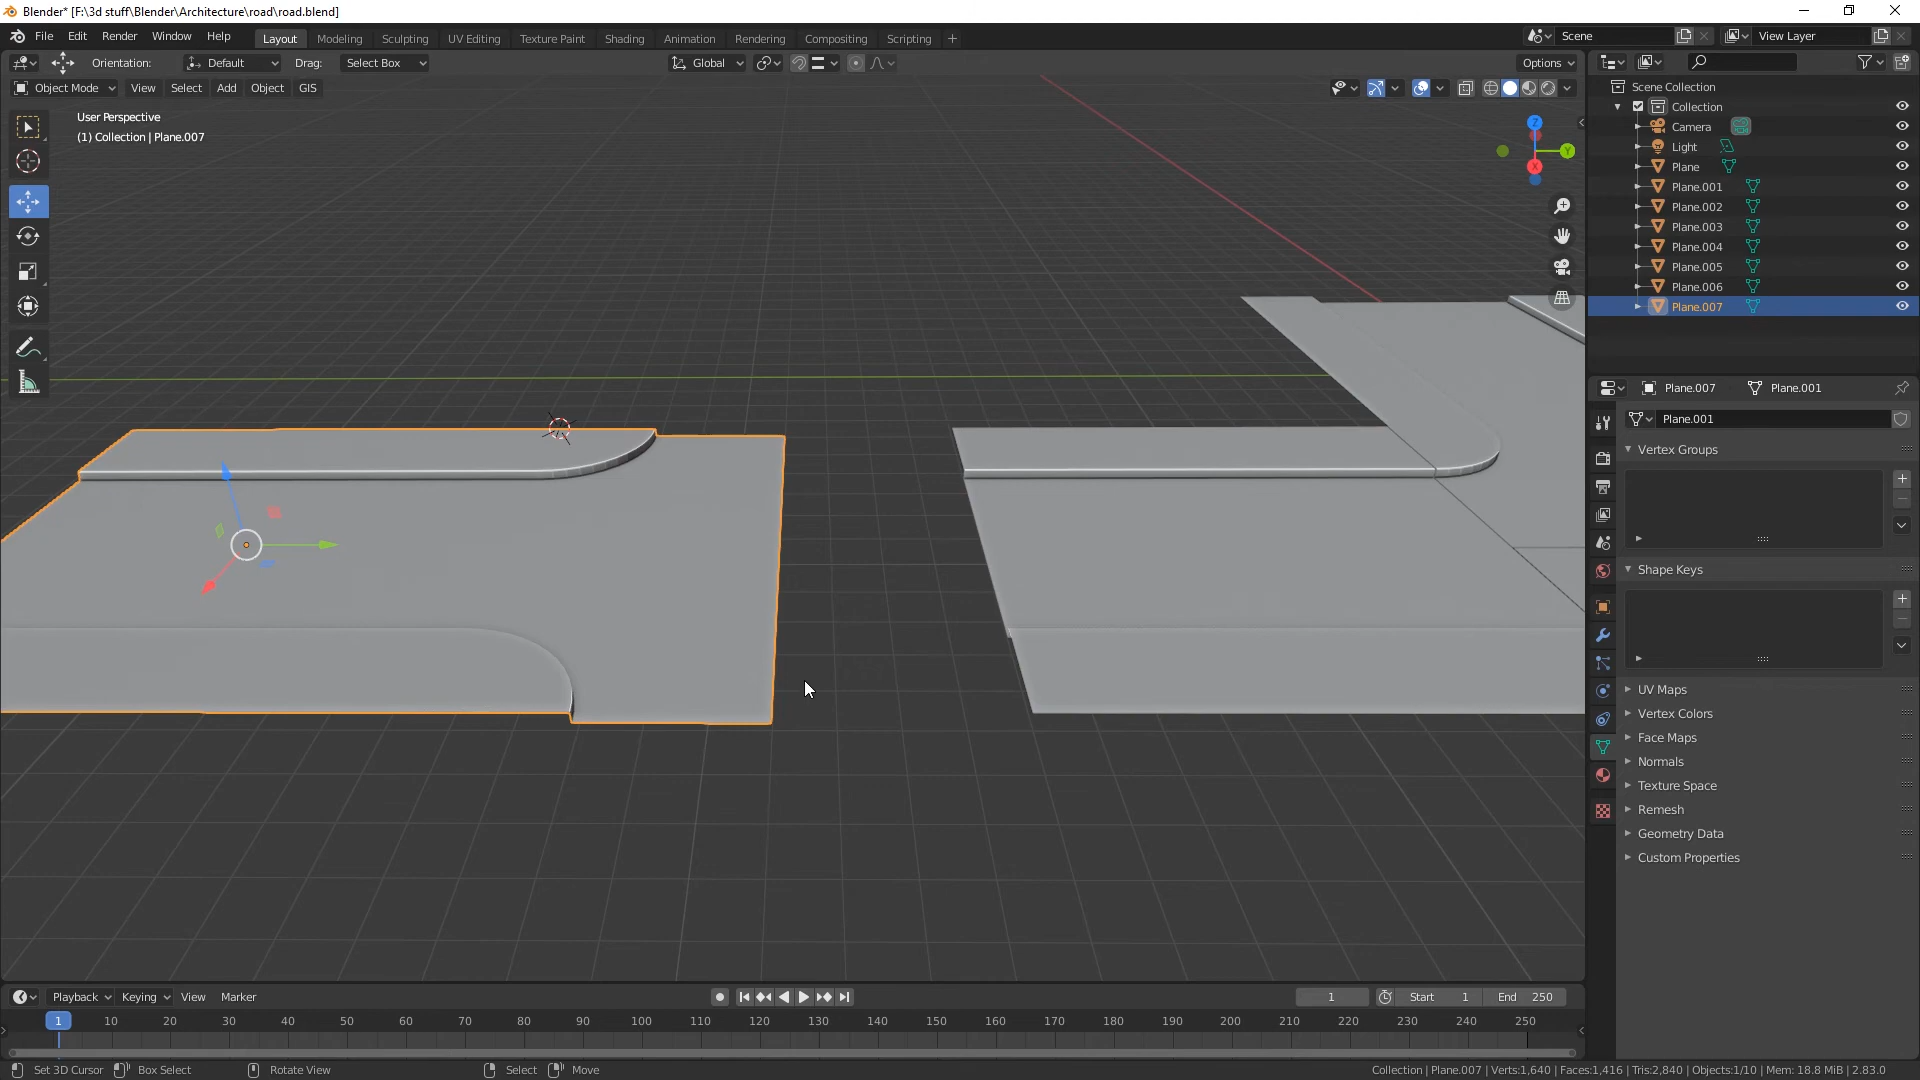 Blender* [F:\3d stuff\Blender\Architecture\road\road.blend]
File Edit Render Window Help Layout Modeling Sculpting UV Editing Texture Paint Shading Animation Rendering Compositing Scripting + Scene View Layer
Orientation: Default Drag: Select Box Global Options
Object Mode View Select Add Object GIS
User Perspective
(1) Collection | Plane.007
Z
Y
X
Scene Collection
Collection
Camera
Light
Plane
Plane.001
Plane.002
Plane.003
Plane.004
Plane.005
Plane.006
Plane.007
Plane.007 Plane.001
Plane.001
Vertex Groups
Shape Keys
UV Maps
Vertex Colors
Face Maps
Normals
Texture Space
Remesh
Geometry Data
Custom Properties
Playback Keying View Marker 1 Start 1 End 250
1 10 20 30 40 50 60 70 80 90 100 110 120 130 140 150 160 170 180 190 200 210 220 230 240 250
Set 3D Cursor Box Select Rotate View Select Move Collection | Plane.007 | Verts:1,640 | Faces:1,416 | Tris:2,840 | Objects:1/10 | Mem: 18.8 MiB | 2.83.0